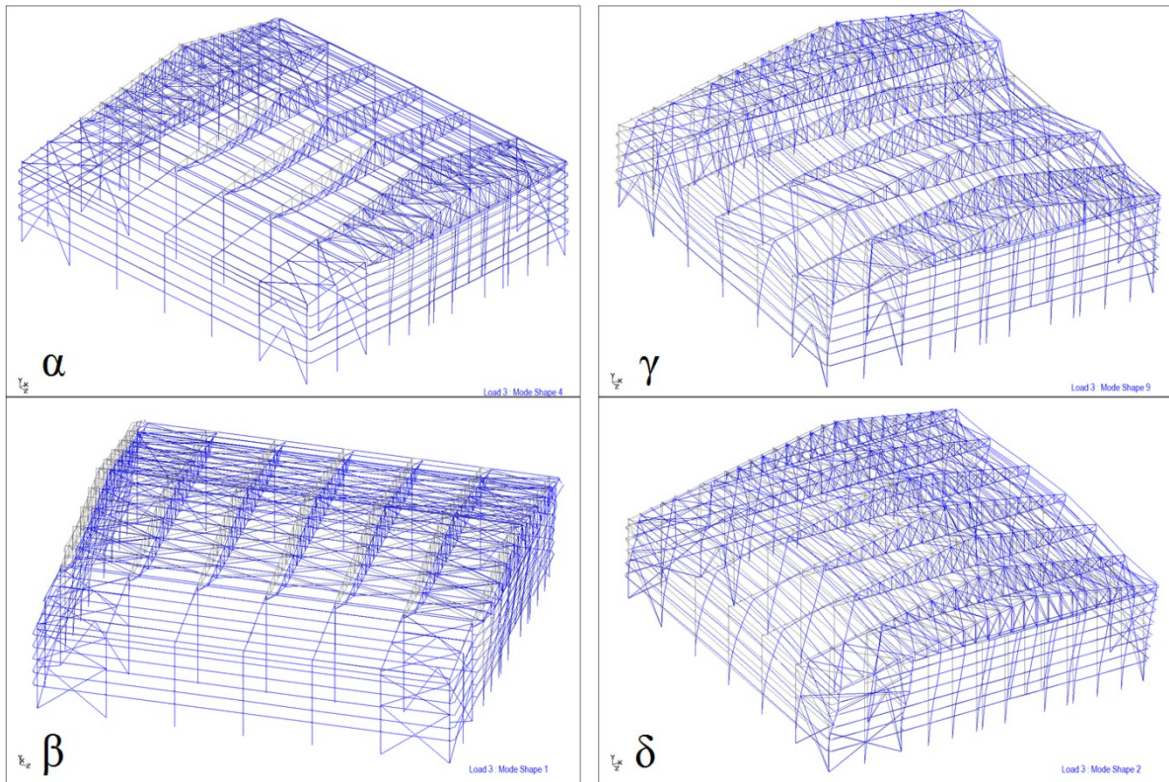 α
Y
X
Z
Load 3 : Mode Shape 4
γ
Y
X
Z
Load 3 : Mode Shape 9
β
Y
X
Z
Load 3 : Mode Shape 1
δ
Y
X
Z
Load 3 : Mode Shape 2